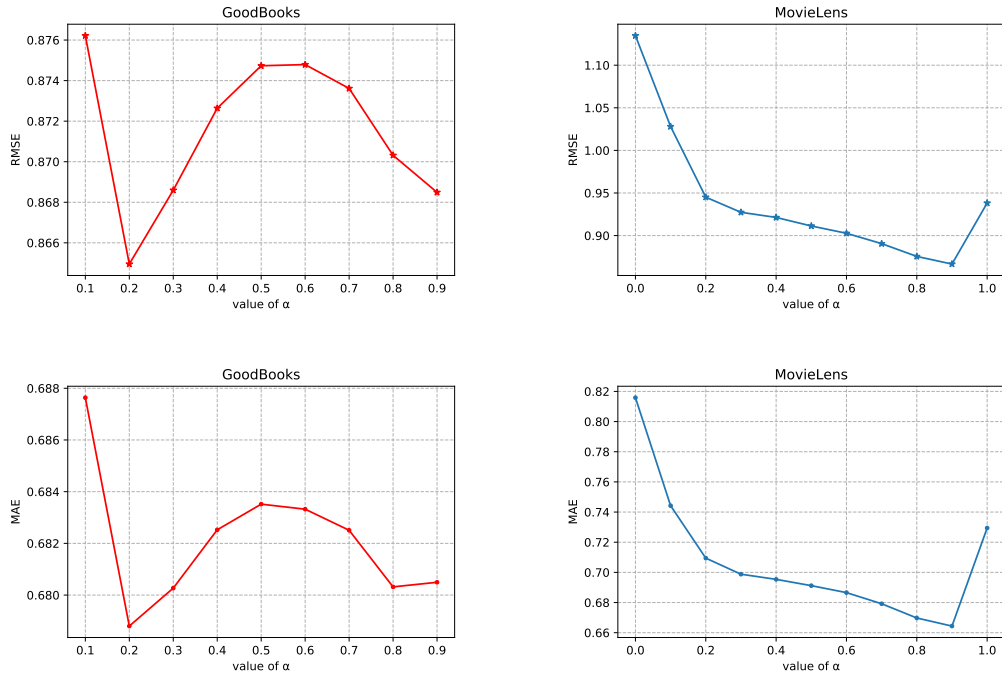 GoodBooks
0.876
0.874
0.872
0.870
0.868
0.866
RMSE
0.1 0.2 0.3 0.4 0.5 0.6 0.7 0.8 0.9
value of α
MovieLens
1.10
1.05
1.00
0.95
0.90
RMSE
0.0 0.2 0.4 0.6 0.8 1.0
value of α
GoodBooks
0.688
0.686
0.684
0.682
0.680
MAE
0.1 0.2 0.3 0.4 0.5 0.6 0.7 0.8 0.9
value of α
MovieLens
0.82
0.80
0.78
0.76
0.74
0.72
0.70
0.68
0.66
MAE
0.0 0.2 0.4 0.6 0.8 1.0
value of α